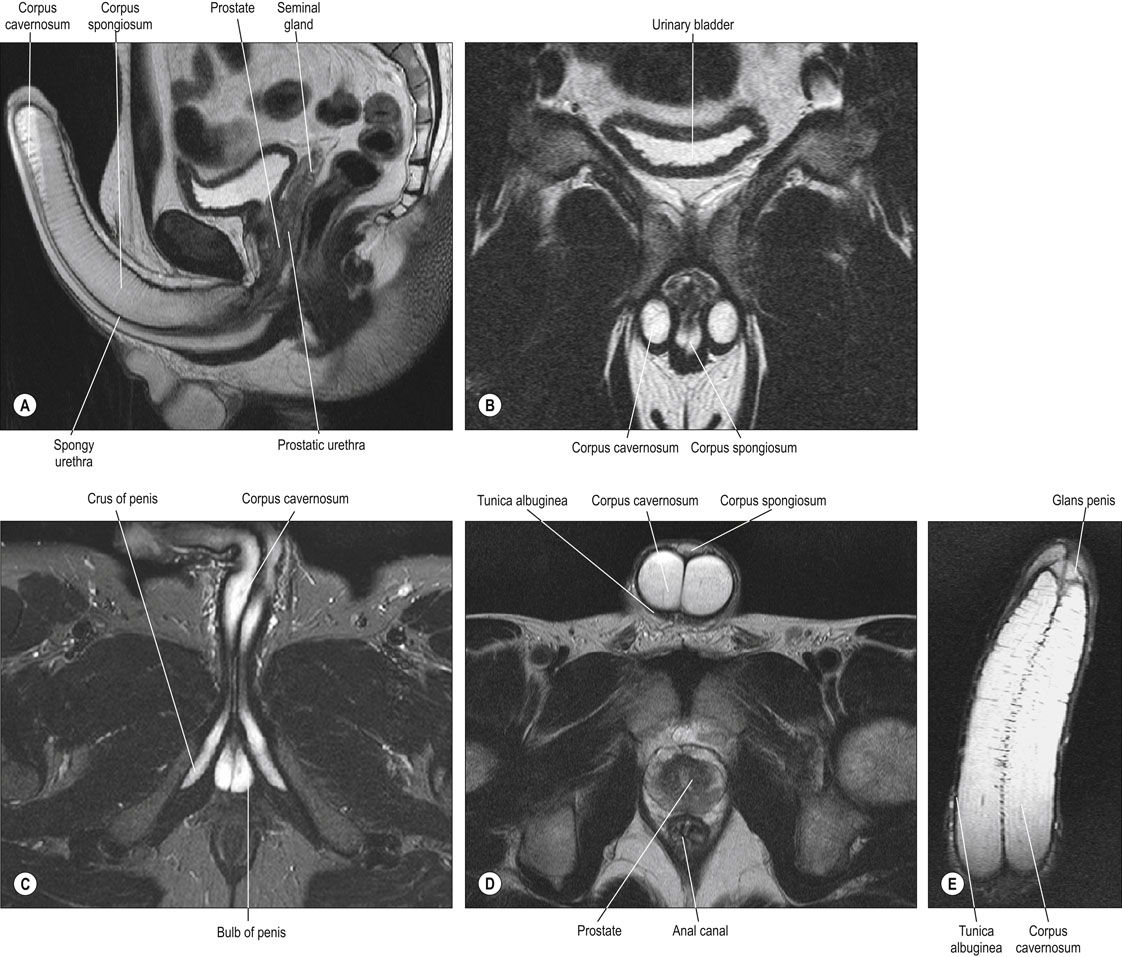 Corpus
cavernosum
Corpus
spongiosum
Prostate
Seminal
gland
A
Spongy
urethra
Prostatic urethra
Urinary bladder
B
Corpus cavernosum
Corpus spongiosum
Crus of penis
Corpus cavernosum
C
Bulb of penis
Tunica albuginea
Corpus cavernosum
Corpus spongiosum
D
Prostate
Anal canal
Glans penis
E
Tunica
albuginea
Corpus
cavernosum